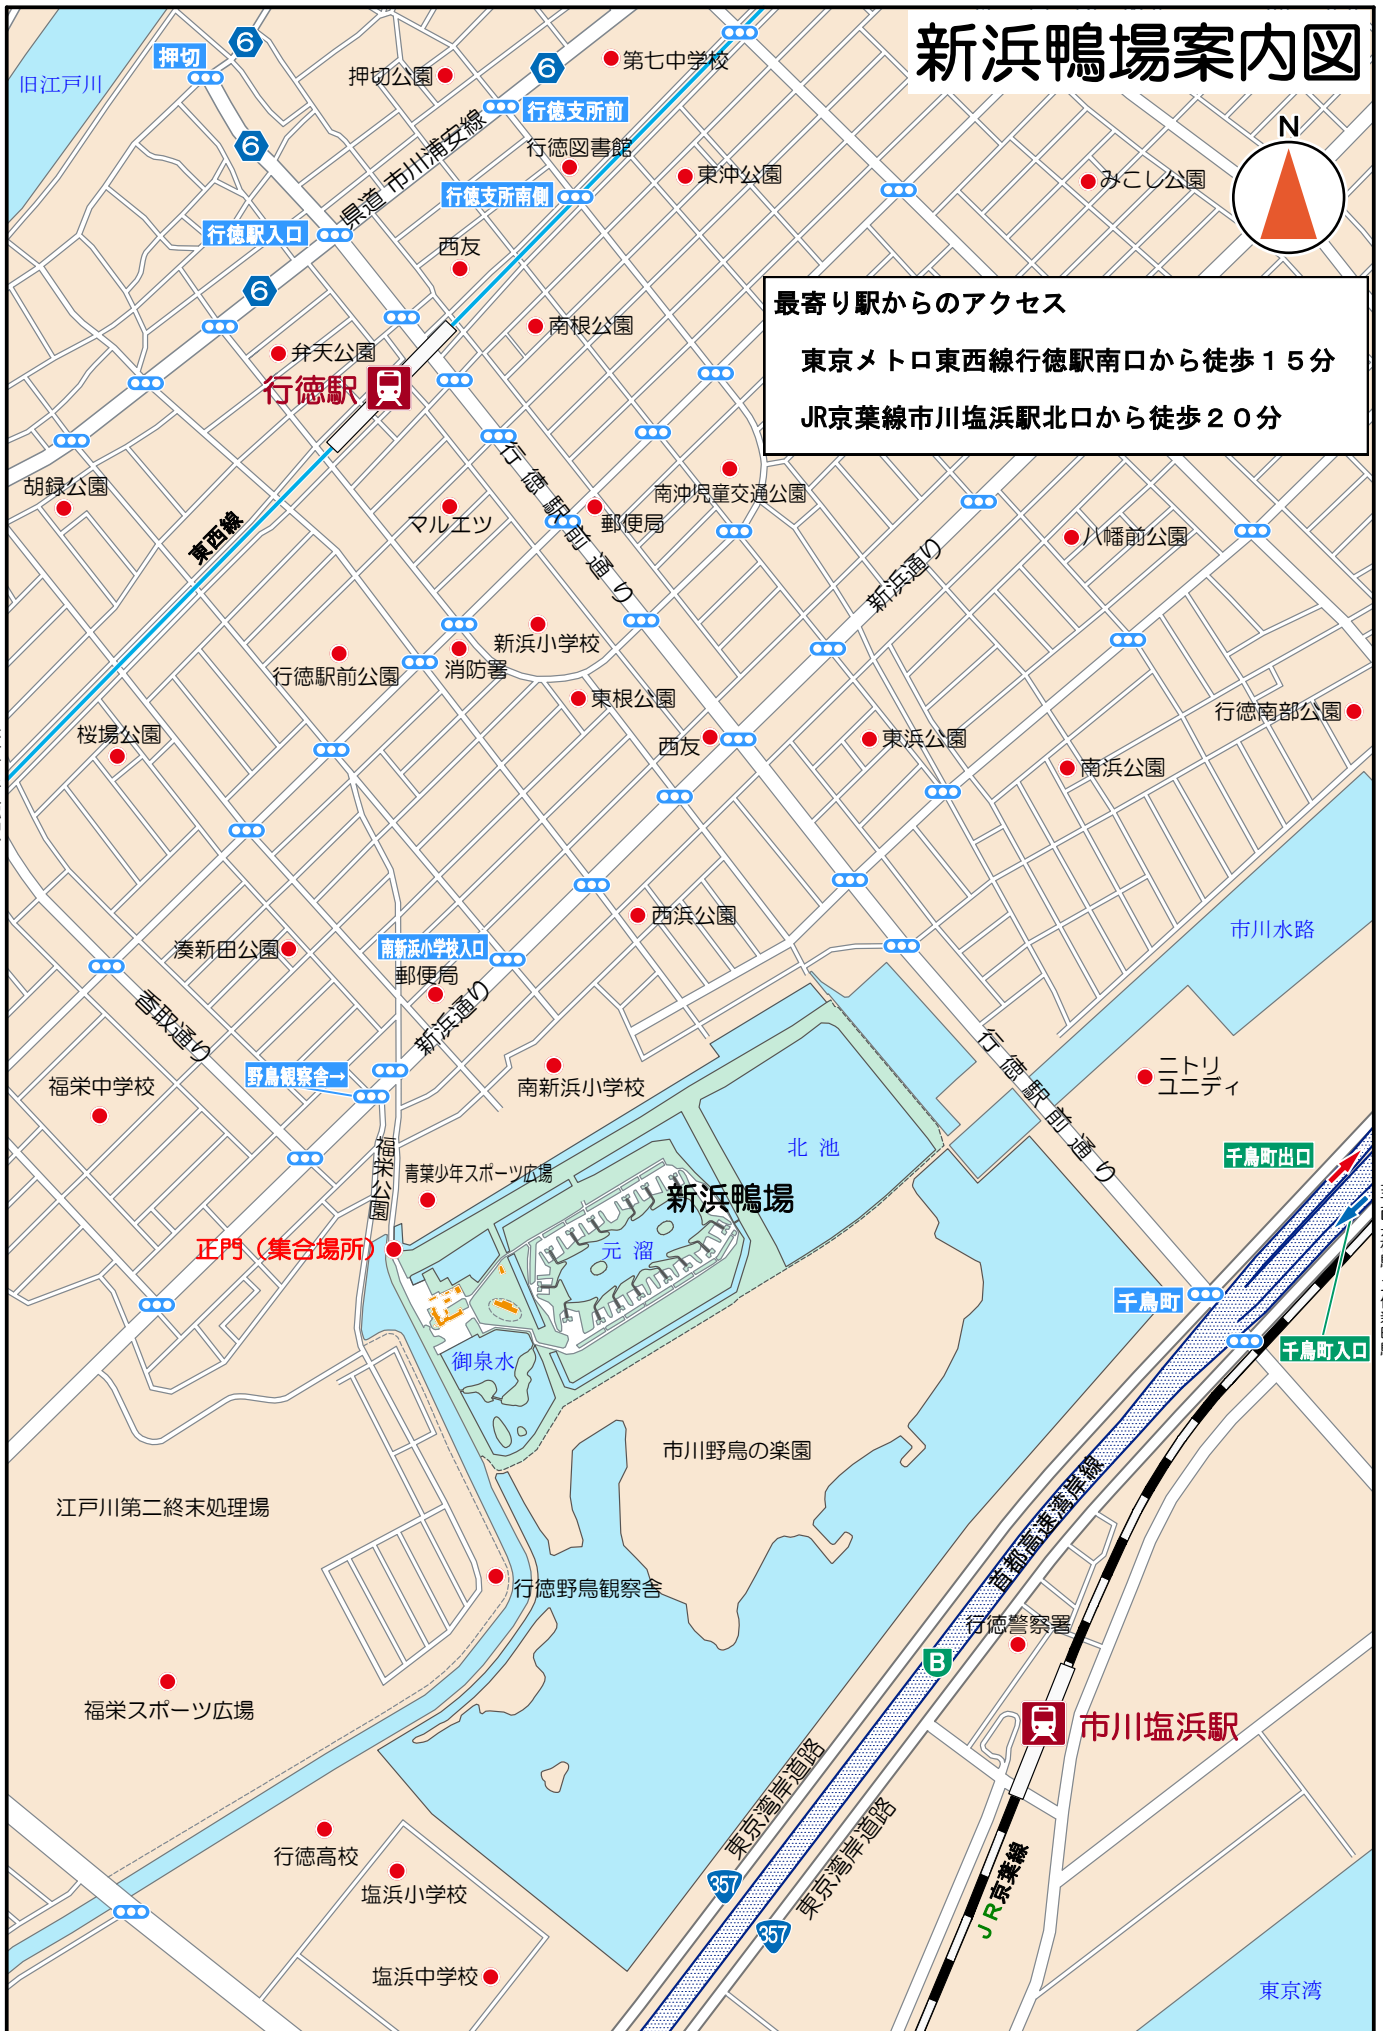 新浜鴨場案内図
旧江戸川
押切
6
押切公園
6
第七中学校
行徳支所前
県道 市川浦安線
6
行徳図書館
東沖公園
みこし公園
N
行徳支所南側
行徳駅入口
西友
6
最寄り駅からのアクセス
東京メトロ東西線行徳駅南口から徒歩15分
JR京葉線市川塩浜駅北口から徒歩20分
南根公園
弁天公園
行徳駅
行徳駅前通り
胡録公園
東西線
マルエツ
郵便局
南沖児童交通公園
八幡前公園
新浜通り
新浜小学校
行徳駅前公園
消防署
東根公園
桜場公園
西友
東浜公園
行徳南部公園
南浜公園
西浜公園
市川水路
湊新田公園
南新浜小学校入口
郵便局
新浜通り
香取通り
野鳥観察舎→
福栄中学校
南新浜小学校
行徳駅前通り
ニトリ
ユニディ
北池
福栄公園
青葉少年スポーツ広場
新浜鴨場
千鳥町出口
正門（集合場所）
元溜
千鳥町
千鳥町入口
御泉水
市川野鳥の楽園
首都高速湾岸線
江戸川第二終末処理場
行徳野鳥観察舎
行徳警察署
B
福栄スポーツ広場
市川塩浜駅
東京湾岸道路
東京湾岸道路
357
357
JR京葉線
行徳高校
塩浜小学校
塩浜中学校
東京湾